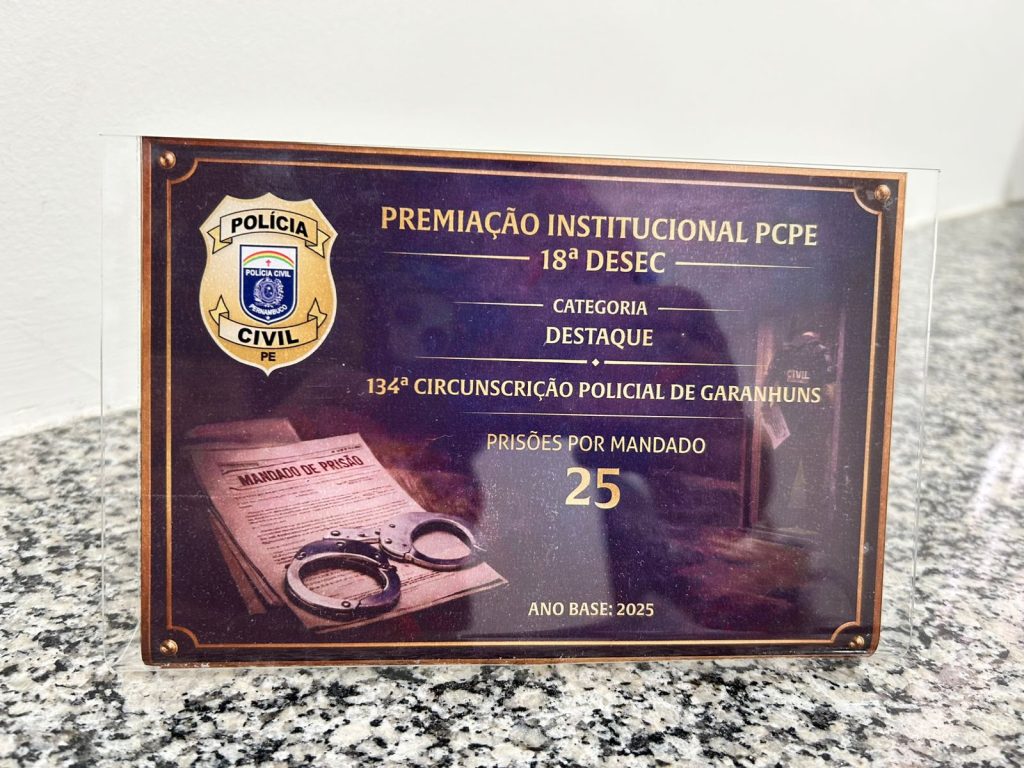 POLÍCIA
POLÍCIA CIVIL
PERNAMBUCO
CIVIL
PE
PREMIAÇÃO INSTITUCIONAL PCPE
18ª DESEC
CATEGORIA
DESTAQUE
134ª CIRCUNSCRIÇÃO POLICIAL DE GARANHUNS
PRISÕES POR MANDADO
25
MANDADO DE PRISÃO
CIVIL
ANO BASE: 2025